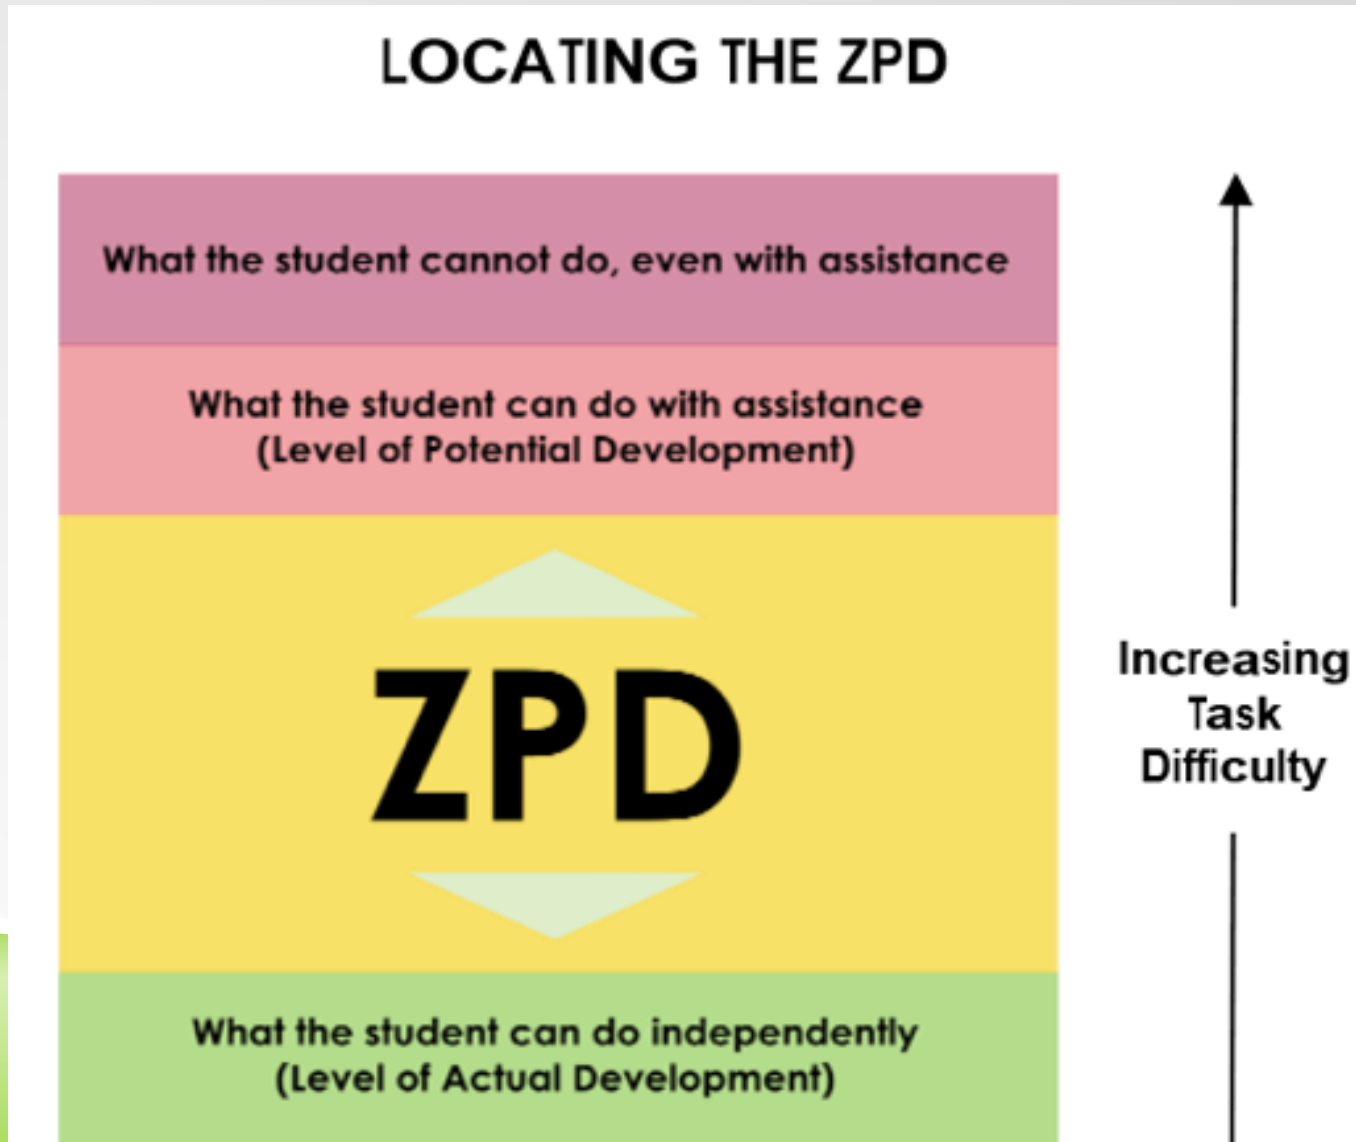 LOCATING THE ZPD
What the student cannot do, even with assistance
What the student can do with assistance
(Level of Potential Development)
ZPD
Increasing
Task
Difficulty
What the student can do independently
(Level of Actual Development)